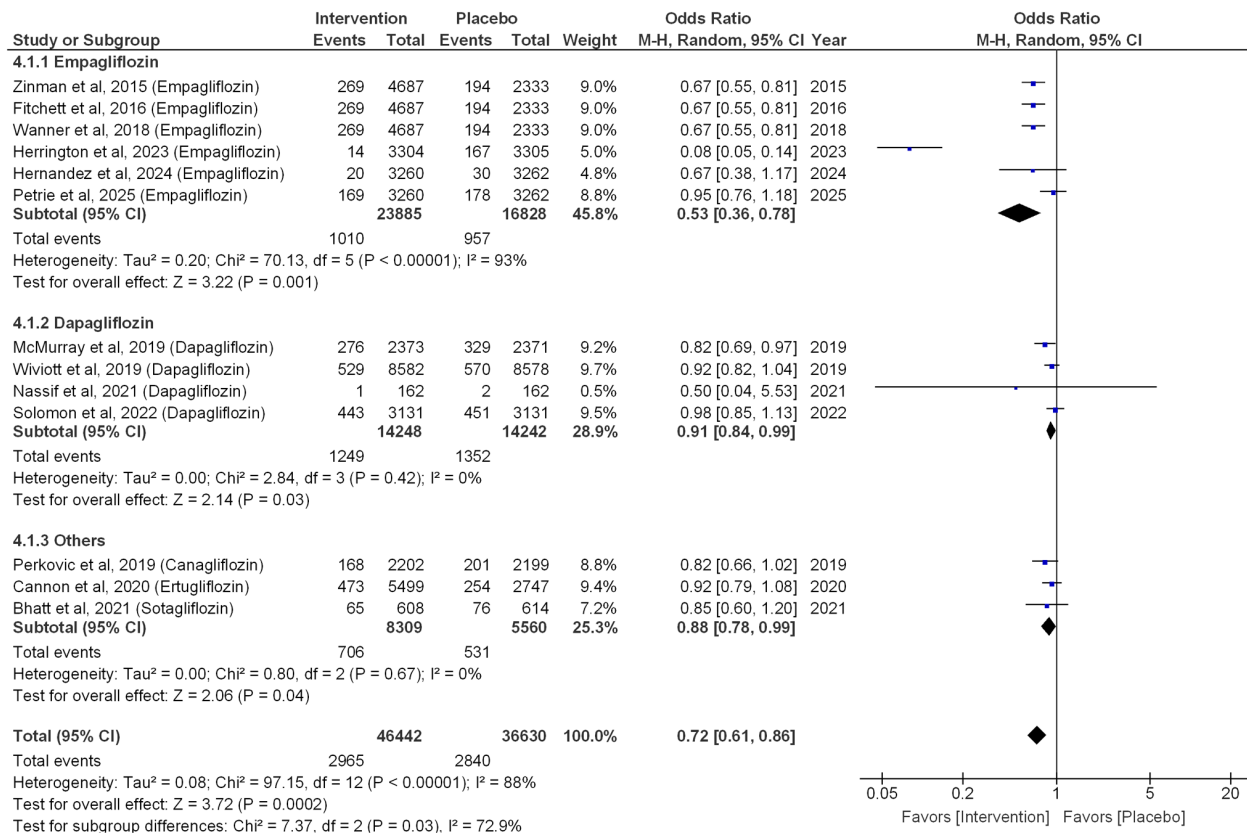 Intervention Placebo Odds Ratio Odds Ratio
Study or Subgroup Events Total Events Total Weight M-H, Random, 95% CI Year M-H, Random, 95% CI
4.1.1 Empagliflozin
Zinman et al, 2015 (Empagliflozin) 269 4687 194 2333 9.0% 0.67 [0.55, 0.81] 2015
Fitchett et al, 2016 (Empagliflozin) 269 4687 194 2333 9.0% 0.67 [0.55, 0.81] 2016
Wanner et al, 2018 (Empagliflozin) 269 4687 194 2333 9.0% 0.67 [0.55, 0.81] 2018
Herrington et al, 2023 (Empagliflozin) 14 3304 167 3305 5.0% 0.08 [0.05, 0.14] 2023
Hernandez et al, 2024 (Empagliflozin) 20 3260 30 3262 4.8% 0.67 [0.38, 1.17] 2024
Petrie et al, 2025 (Empagliflozin) 169 3260 178 3262 8.8% 0.95 [0.76, 1.18] 2025
Subtotal (95% CI) 23885 16828 45.8% 0.53 [0.36, 0.78]
Total events 1010 957
Heterogeneity: Tau² = 0.20; Chi² = 70.13, df = 5 (P < 0.00001); I² = 93%
Test for overall effect: Z = 3.22 (P = 0.001)
4.1.2 Dapagliflozin
McMurray et al, 2019 (Dapagliflozin) 276 2373 329 2371 9.2% 0.82 [0.69, 0.97] 2019
Wiviott et al, 2019 (Dapagliflozin) 529 8582 570 8578 9.7% 0.92 [0.82, 1.04] 2019
Nassif et al, 2021 (Dapagliflozin) 1 162 2 162 0.5% 0.50 [0.04, 5.53] 2021
Solomon et al, 2022 (Dapagliflozin) 443 3131 451 3131 9.5% 0.98 [0.85, 1.13] 2022
Subtotal (95% CI) 14248 14242 28.9% 0.91 [0.84, 0.99]
Total events 1249 1352
Heterogeneity: Tau² = 0.00; Chi² = 2.84, df = 3 (P = 0.42); I² = 0%
Test for overall effect: Z = 2.14 (P = 0.03)
4.1.3 Others
Perkovic et al, 2019 (Canagliflozin) 168 2202 201 2199 8.8% 0.82 [0.66, 1.02] 2019
Cannon et al, 2020 (Ertugliflozin) 473 5499 254 2747 9.4% 0.92 [0.79, 1.08] 2020
Bhatt et al, 2021 (Sotagliflozin) 65 608 76 614 7.2% 0.85 [0.60, 1.20] 2021
Subtotal (95% CI) 8309 5560 25.3% 0.88 [0.78, 0.99]
Total events 706 531
Heterogeneity: Tau² = 0.00; Chi² = 0.80, df = 2 (P = 0.67); I² = 0%
Test for overall effect: Z = 2.06 (P = 0.04)
Total (95% CI) 46442 36630 100.0% 0.72 [0.61, 0.86]
Total events 2965 2840
Heterogeneity: Tau² = 0.08; Chi² = 97.15, df = 12 (P < 0.00001); I² = 88%
Test for overall effect: Z = 3.72 (P = 0.0002)
Test for subgroup differences: Chi² = 7.37, df = 2 (P = 0.03), I² = 72.9%
0.05 0.2 1 5 20
Favors [Intervention] Favors [Placebo]